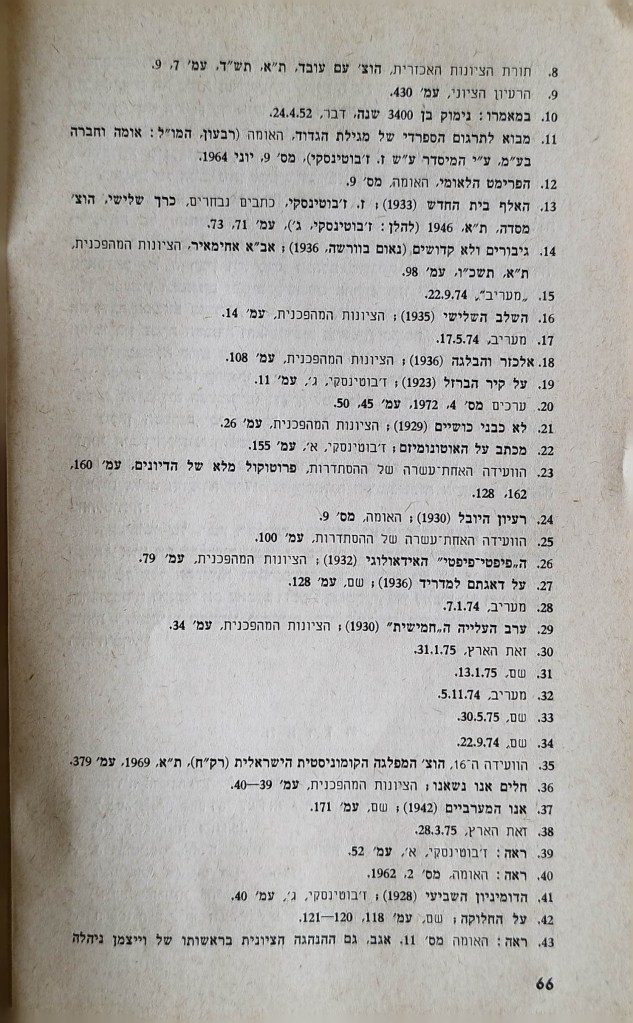 8. תורת הציונות האכזרית, הוצ׳ עם עובד, ת״א, תש״ד, עמ׳ 7, 9.
9. הרעיון הציוני, עמ׳ 430.
10. במאמרו: נימוק בן 3400 שנה, דבר, 24.4.52.
11. מבוא לתרגום הספרדי של מגילת הגדוד, האומה (רבעון, המו״ל: אומה וחברה
בע״מ, ע״י המיסדר ע״ש ז. ז׳בוטינסקי), מס׳ 9, יוני 1964.
12. הפרימט הלאומי, האומה, מס׳ 9.
13. האלף בית החדש (1933); ז. ז׳בוטינסקי, כתבים נבחרים, כרך שלישי, הוצ׳
מסדה, ת״א, 1946 (להלן: ז׳בוטינסקי, ג׳), עמ׳ 71, 73.
14. גיבורים ולא קדושים (נאום בוורשה, 1936); אב״א אחימאיר, הציונות המהפכנית,
ת״א, תשכ״ו, עמ׳ 98.
15. „מעריב”, 22.9.74.
16. השלב השלישי (1935); הציונות המהפכנית, עמ׳ 14.
17. מעריב, 17.5.74.
18. אלכזר והבלגה (1936); הציונות המהפכנית, עמ׳ 108.
19. על קיר הברזל (1923); ז׳בוטינסקי, ג׳, עמ׳ 11.
20. ערכים מס׳ 4, 1972, עמ׳ 45, 50.
21. לא כבני כושיים (1929); הציונות המהפכנית, עמ׳ 26.
22. מכתב על האוטונומיזם; ז׳בוטינסקי, א׳, עמ׳ 155.
23. הוועידה האחת־עשרה של ההסתדרות, פרוטוקול מלא של הדיונים, עמ׳ 160,
162, 128.
24. רעיון היובל (1930); האומה, מס׳ 9.
25. הוועידה האחת־עשרה של ההסתדרות, עמ׳ 100.
26. ה„פיפטי־פיפטי” האידאולוגי (1932); הציונות המהפכנית, עמ׳ 79.
27. על דאגתם למדריד (1936); שם, עמ׳ 128.
28. מעריב, 7.1.74.
29. ערב העלייה ה„חמישית” (1930); הציונות המהפכנית, עמ׳ 34.
30. זאת הארץ, 31.1.75.
31. שם, 13.1.75.
32. מעריב, 5.11.74.
33. שם, 30.5.75.
34. שם, 22.9.74.
35. הוועידה ה־16, הוצ׳ המפלגה הקומוניסטית הישראלית (רק״ח), ת״א, 1969, עמ׳ 379.
36. חלים אנו נשאנו; הציונות המהפכנית, עמ׳ 39—40.
37. אנו המערביים (1942); שם, עמ׳ 171.
38. זאת הארץ, 28.3.75.
39. ראה: ז׳בוטינסקי, א׳, עמ׳ 52.
40. ראה: האומה, מס׳ 2, 1962.
41. הדומיניון השביעי (1928); ז׳בוטינסקי, ג׳, עמ׳ 40.
42. על החלוקה; שם, עמ׳ 118, 120—121.
43. ראה: האומה מס׳ 11. אגב, גם ההנהגה הציונית בראשותו של וייצמן ניהלה
66